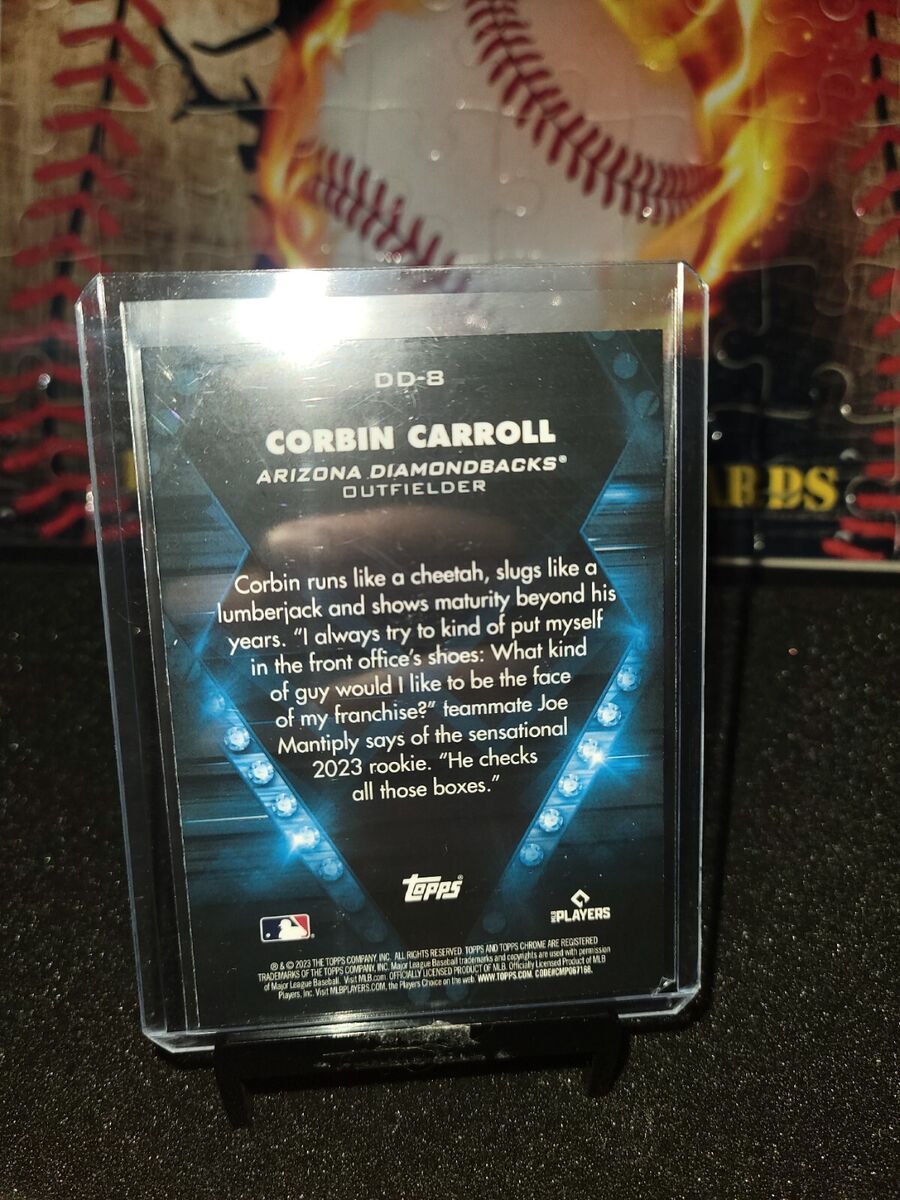 RDS
DD-8
CORBIN CARROLL
ARIZONA DIAMONDBACKS®
OUTFIELDER
Corbin runs like a cheetah, slugs like a
lumberjack and shows maturity beyond his
years. “I always try to kind of put myself
in the front office’s shoes: What kind
of guy would I like to be the face
of my franchise?” teammate Joe
Mantiply says of the sensational
2023 rookie. “He checks
all those boxes.”
topps®
PLAYERS
® & © 2023 THE TOPPS COMPANY, INC. ALL RIGHTS RESERVED. TOPPS AND TOPPS CHROME ARE REGISTERED
TRADEMARKS OF THE TOPPS COMPANY, INC. Major League Baseball trademarks and copyrights are used with permission
of Major League Baseball. Visit MLB.com. OFFICIALLY LICENSED PRODUCT OF MLB. Officially Licensed Product of MLB
Players, Inc. Visit MLBPLAYERS.COM, the Players Choice on the web. WWW.TOPPS.COM. CODE#CMP087168.